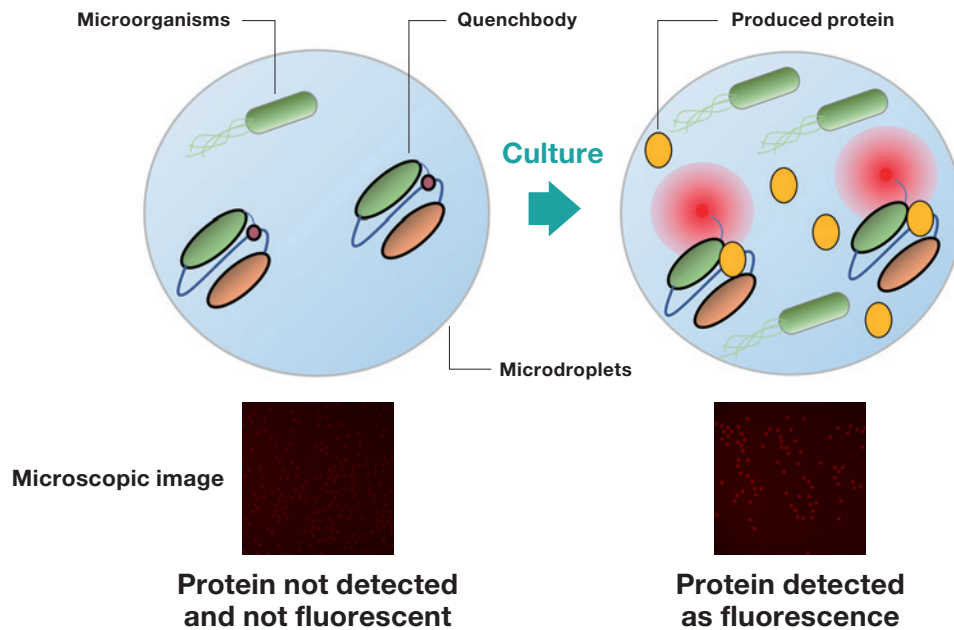 Microorganisms
Quenchbody
Produced protein
Culture
Microdroplets
Microscopic image
Protein not detected
and not fluorescent
Protein detected
as fluorescence